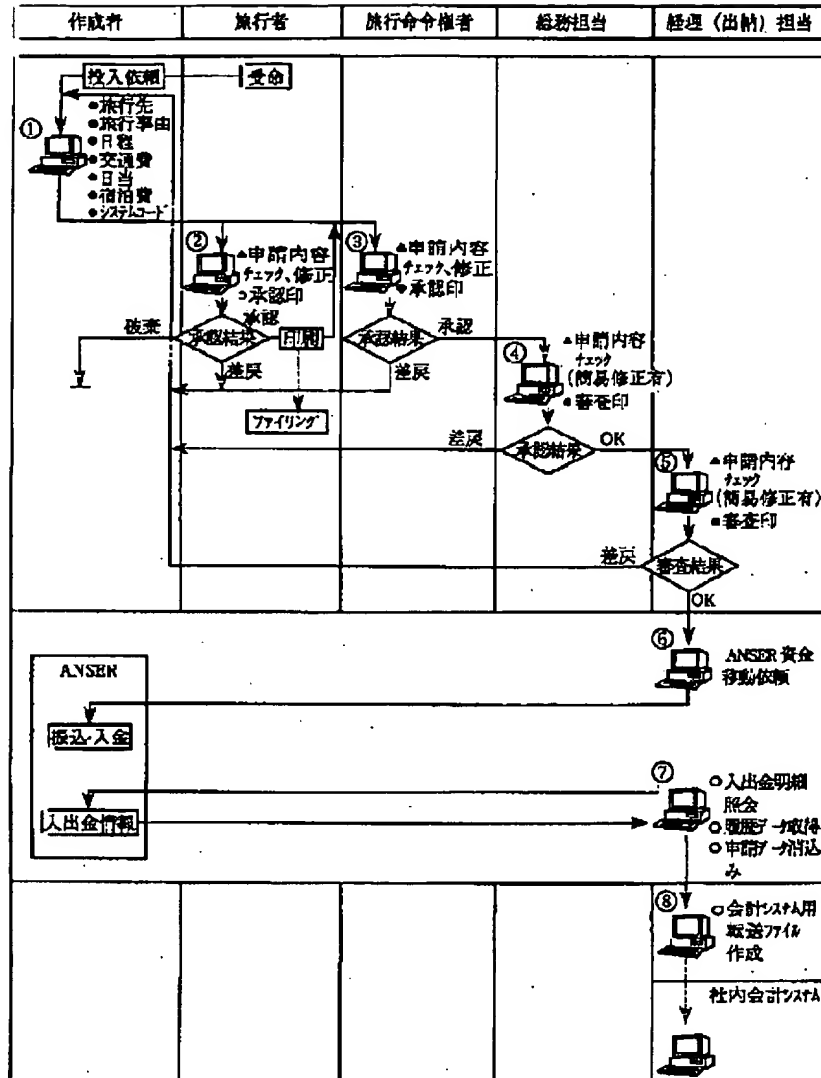 作成者
旅行者
旅行命令権者
総務担当
経理（出納）担当
投入依頼
受命
①
●旅行先
●旅行事由
●日程
●交通費
●日当
●宿泊費
●システムコード
②
▲申請内容
チェック、修正
○承認印
③
▲申請内容
チェック、修正
●承認印
承認
破棄
承認結果
印刷
承認結果
承認
差戻
差戻
ファイリング
④
▲申請内容
チェック
(簡易修正有)
●審査印
差戻
承認結果
OK
⑤
▲申請内容
チェック
(簡易修正有)
■審査印
差戻
審査結果
OK
⑥
ANSER 資金
移動依頼
ANSER
振込・入金
⑦
○入出金明細
照会
○履歴データ取得
○申請データ消込
み
入出金情報
⑧
○会計システム用
転送ファイル
作成
社内会計システム